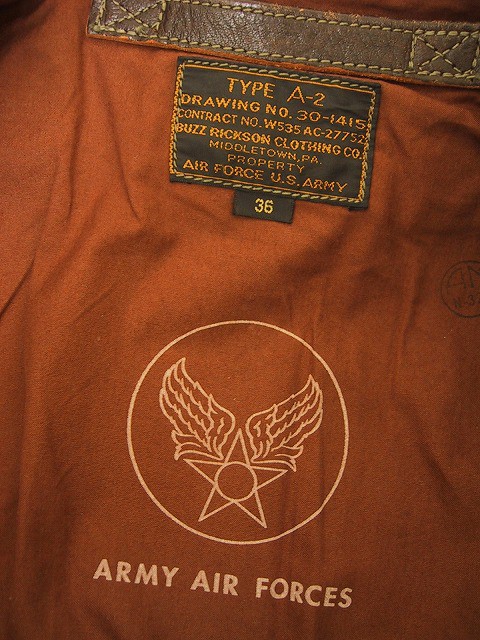 TYPE A-2
DRAWING NO. 30-1415
CONTRACT NO. W535 AC-27752
BUZZ RICKSON CLOTHING CO.
MIDDLETOWN, PA.
PROPERTY
AIR FORCE U.S. ARMY
36
ARMY AIR FORCES